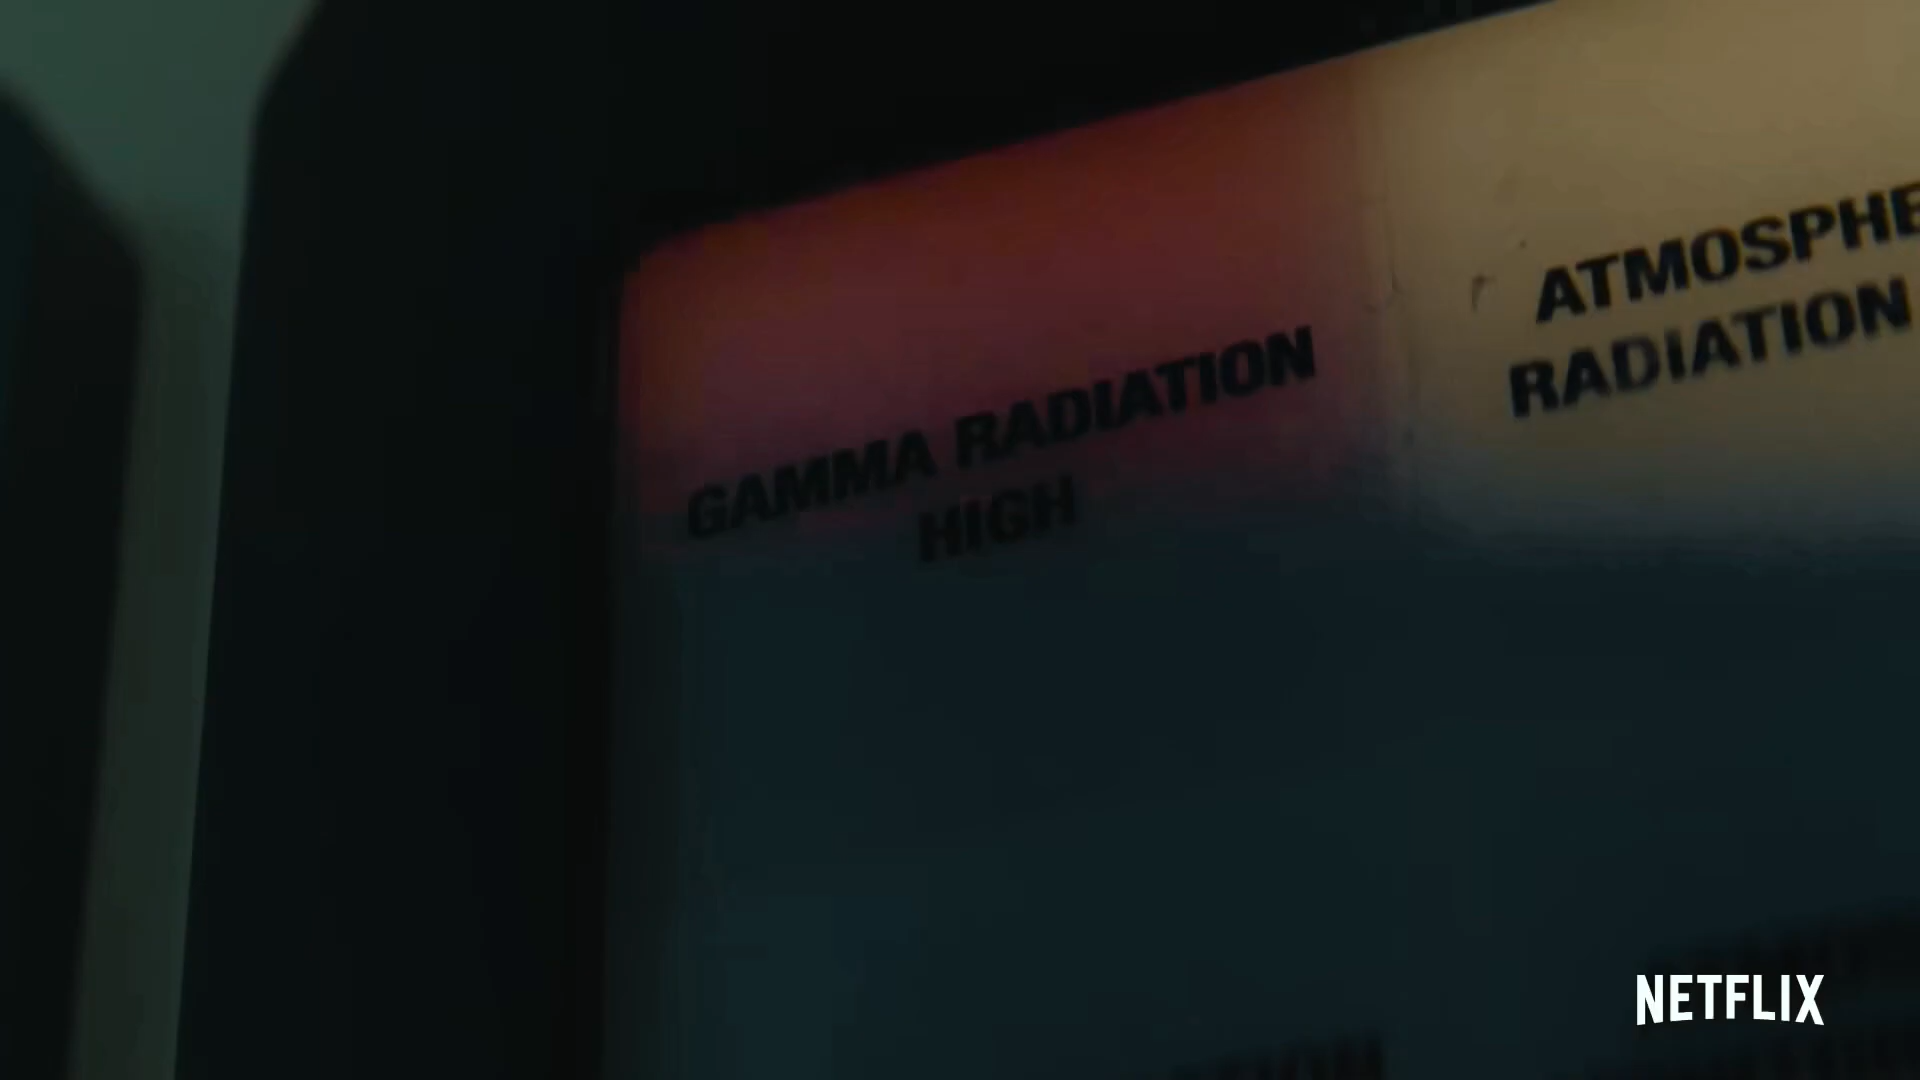 GAMMA RADIATION
HIGH
ATMOSPHE
RADIATION
NETFLIX